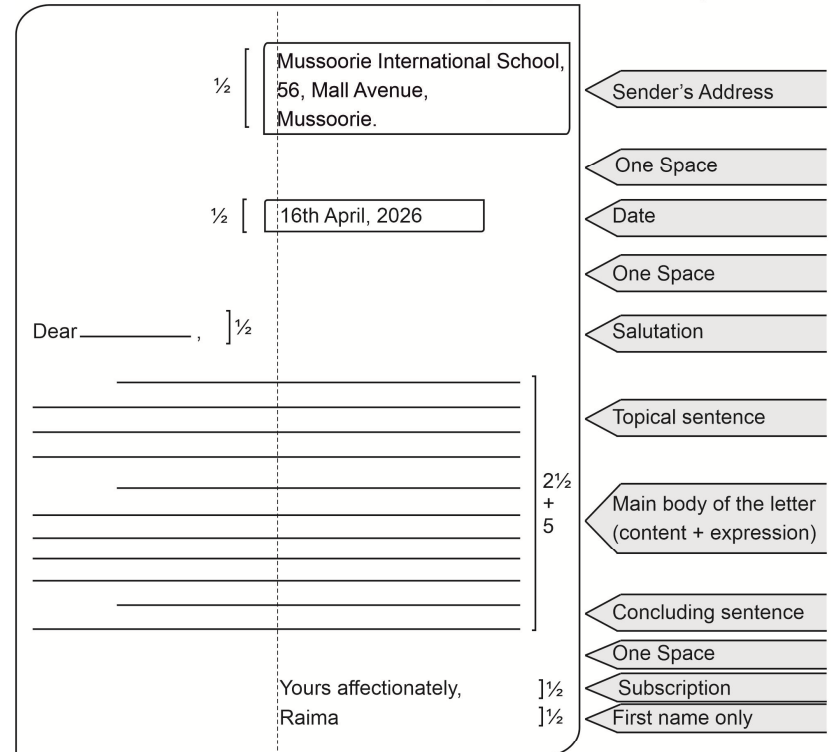 ½
Mussoorie International School,
56, Mall Avenue,
Mussoorie.
Sender's Address
One Space
½
16th April, 2026
Date
One Space
Dear__________ ,
]½
Salutation
Topical sentence
2½
+
5
Main body of the letter
(content + expression)
Concluding sentence
One Space
Yours affectionately,
]½
Subscription
Raima
]½
First name only